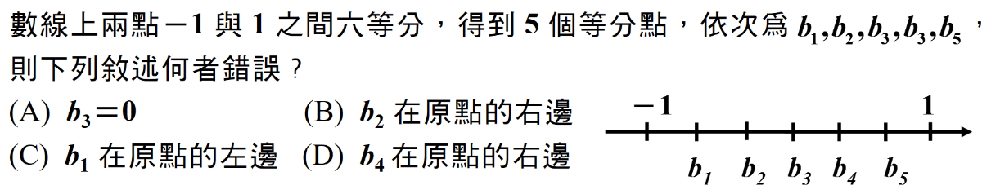 數線上兩點－1 與 1 之間六等分，得到 5 個等分點，依次為 b₁,b₂,b₃,b₃,b₅，
則下列敘述何者錯誤？
(A) b₃＝0 (B) b₂ 在原點的右邊
(C) b₁ 在原點的左邊 (D) b₄ 在原點的右邊
－1 1
b₁ b₂ b₃ b₄ b₅